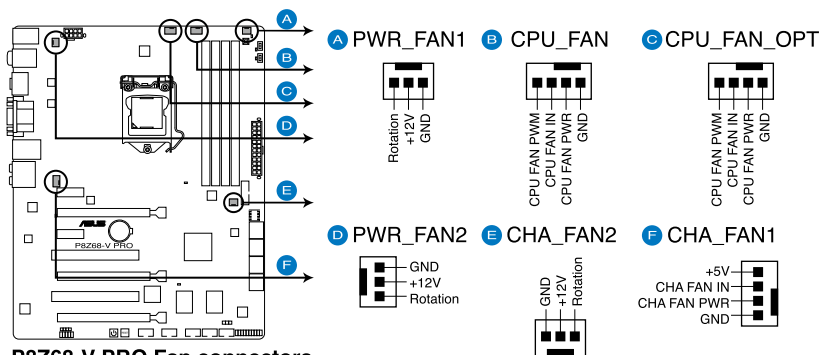 A
B
C
D
E
F
ASUS
P8Z68-V PRO
A PWR_FAN1
Rotation
+12V
GND
B CPU_FAN
CPU FAN PWM
CPU FAN IN
CPU FAN PWR
GND
C CPU_FAN_OPT
CPU FAN PWM
CPU FAN IN
CPU FAN PWR
GND
D PWR_FAN2
GND
+12V
Rotation
E CHA_FAN2
GND
+12V
Rotation
F CHA_FAN1
+5V
CHA FAN IN
CHA FAN PWR
GND
P8Z68-V PRO Fan connectors